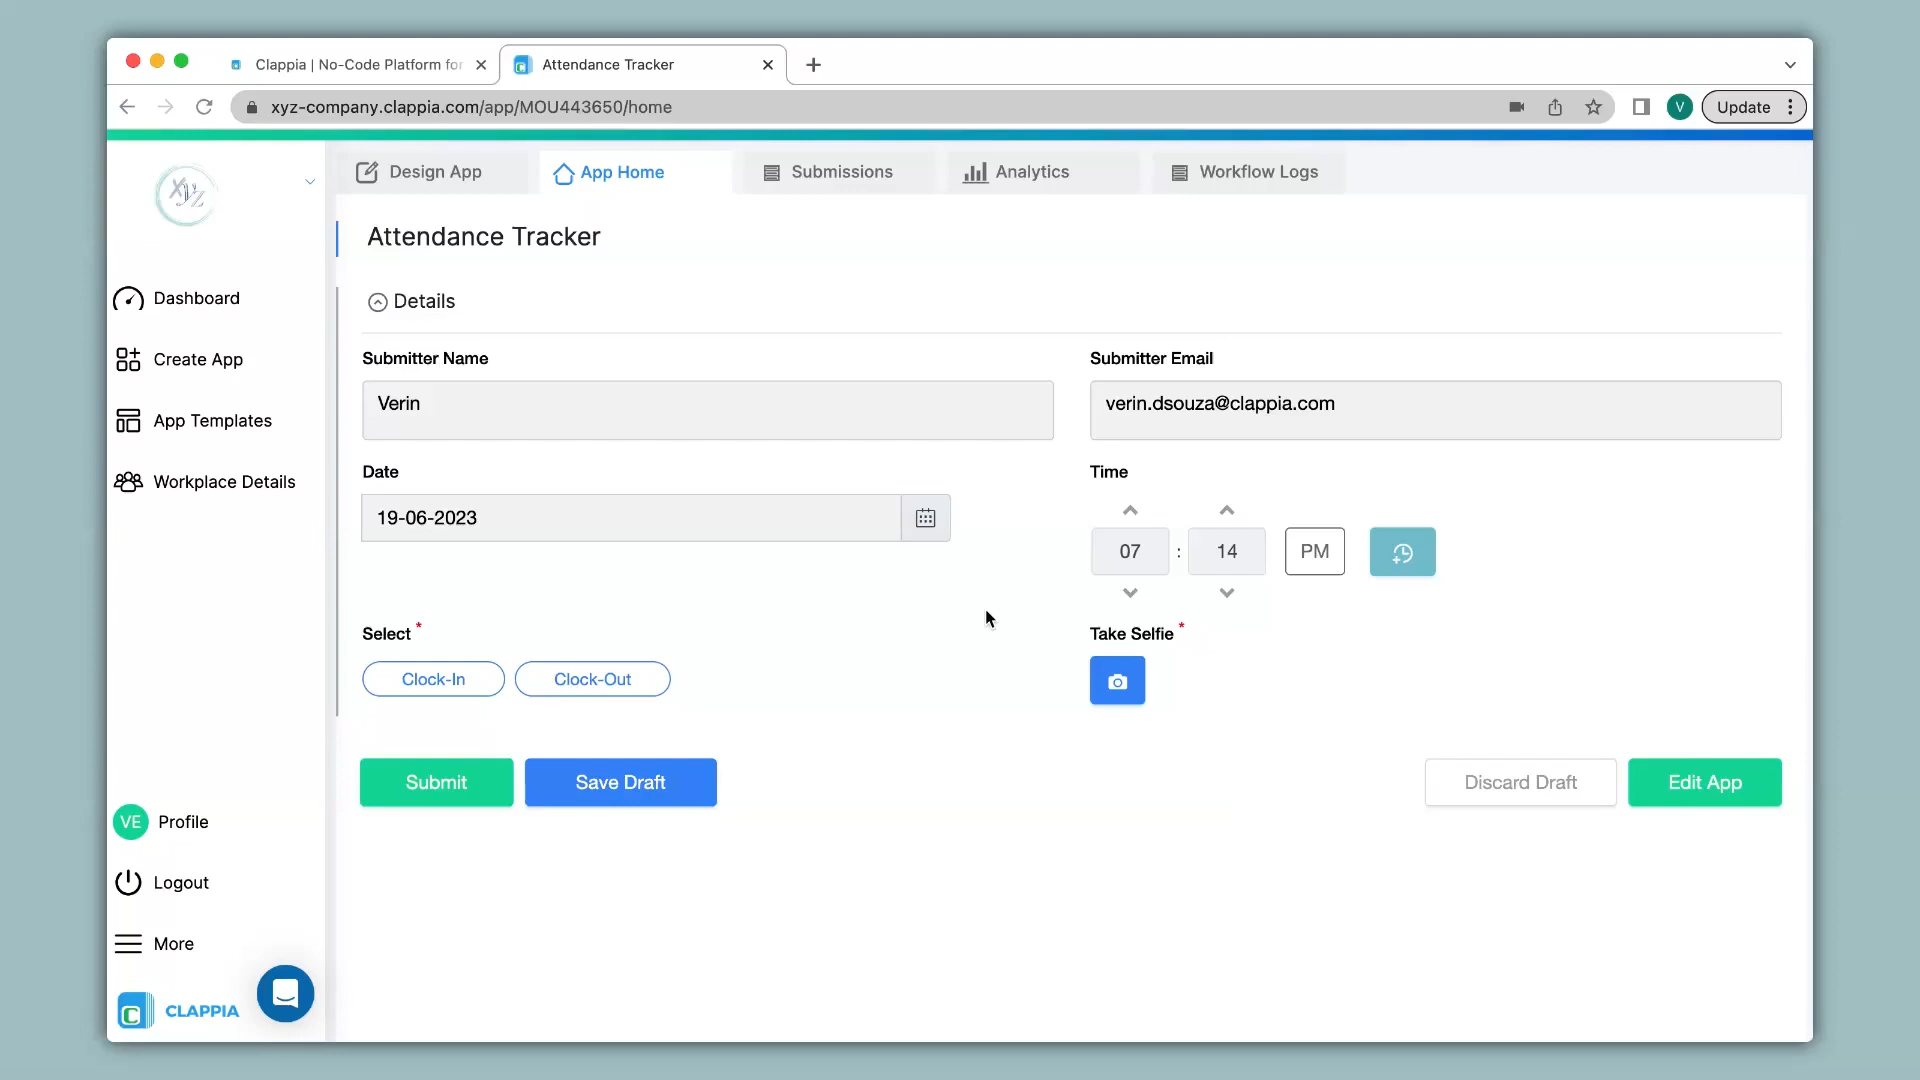 Clappia | No-Code Platform for
Attendance Tracker
xyz-company.clappia.com/app/MOU443650/home
V
Update
xyz
Design App
App Home
Submissions
Analytics
Workflow Logs
Attendance Tracker
Dashboard
Create App
App Templates
Workplace Details
Details
Submitter Name
Submitter Email
Verin
verin.dsouza@clappia.com
Date
Time
19-06-2023
07 : 14 PM
Select *
Take Selfie *
Clock-In
Clock-Out
Submit
Save Draft
Discard Draft
Edit App
VE
Profile
Logout
More
C CLAPPIA